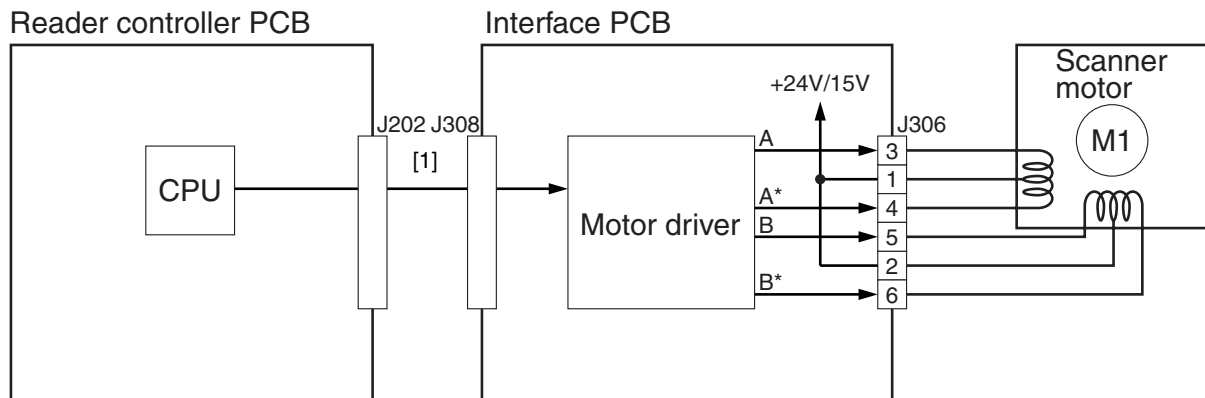 Reader controller PCB
Interface PCB
Scanner
motor
M1
+24V/15V
J202 J308
J306
[1]
CPU
Motor driver
A
A*
B
B*
3
1
4
5
2
6